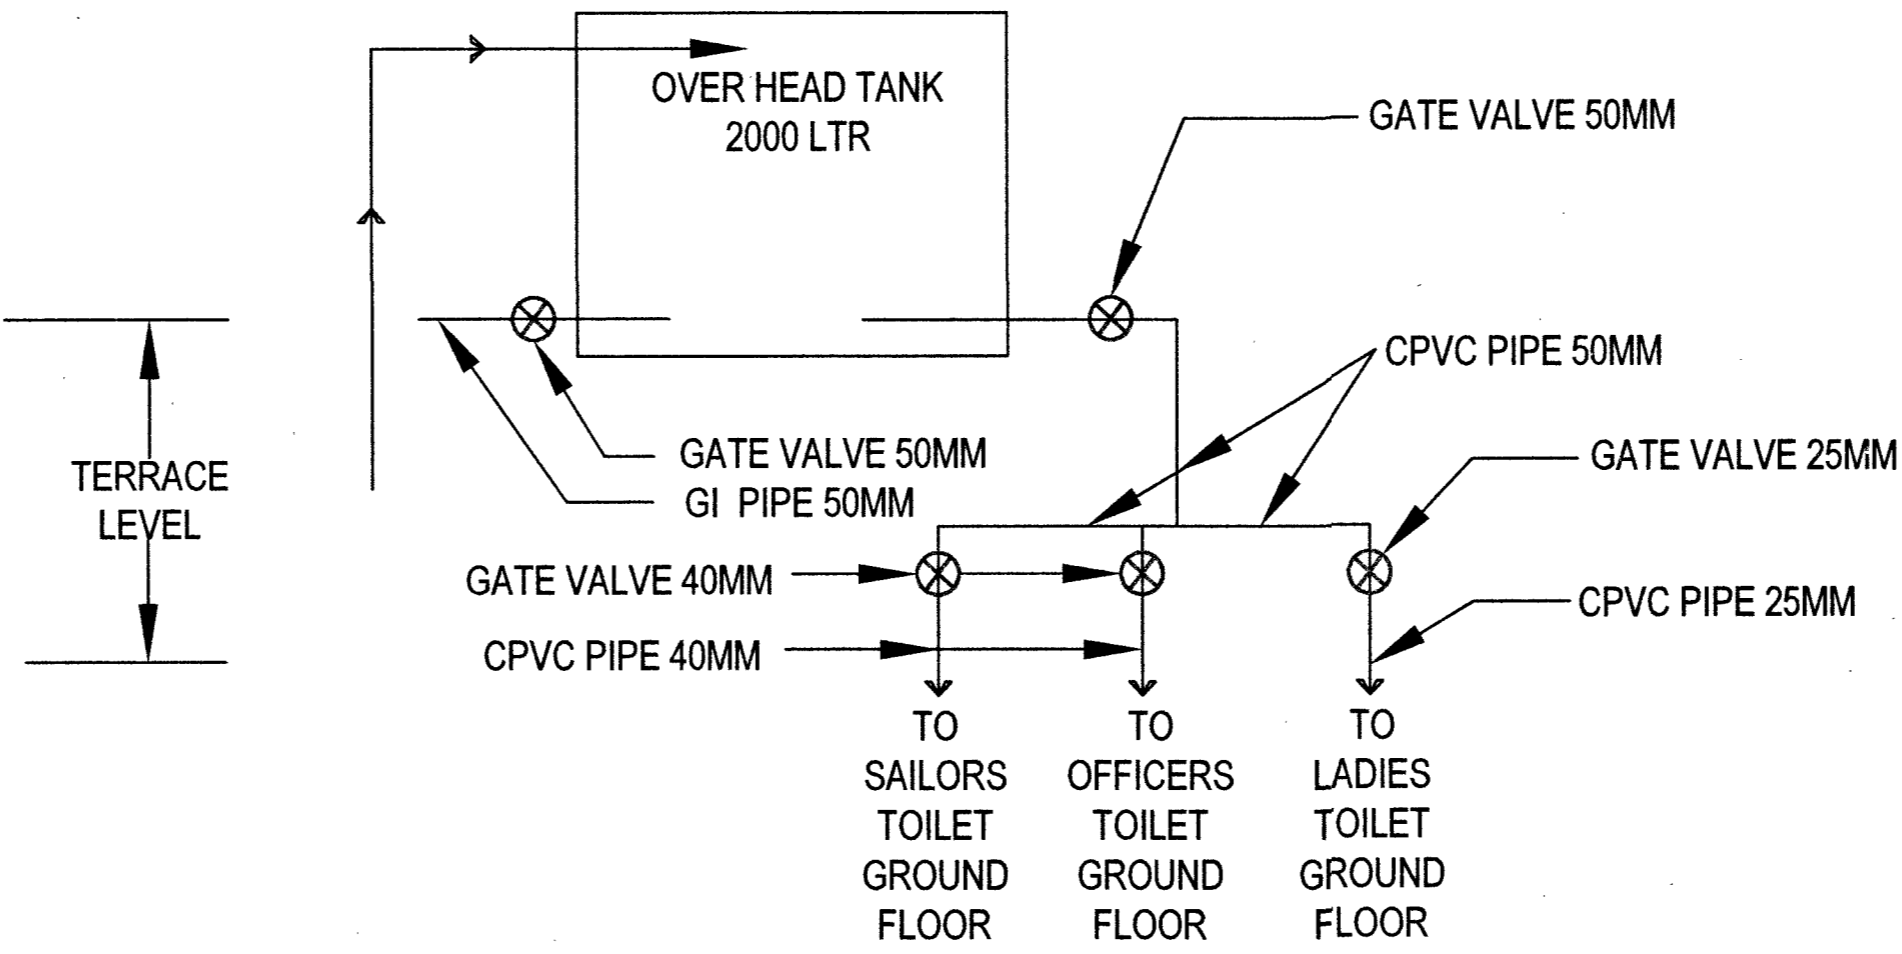 OVER HEAD TANK
2000 LTR
GATE VALVE 50MM
CPVC PIPE 50MM
GATE VALVE 50MM
GI PIPE 50MM
TERRACE
LEVEL
GATE VALVE 25MM
GATE VALVE 40MM
CPVC PIPE 25MM
CPVC PIPE 40MM
TO
SAILORS
TOILET
GROUND
FLOOR
TO
OFFICERS
TOILET
GROUND
FLOOR
TO
LADIES
TOILET
GROUND
FLOOR